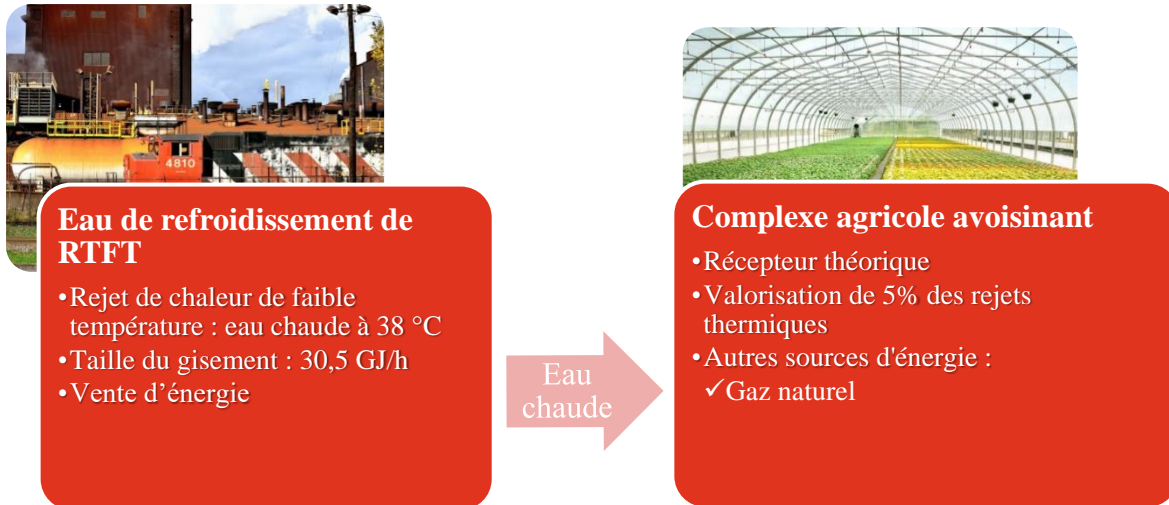 4810
Eau de refroidissement de
RTFT
•Rejet de chaleur de faible
température : eau chaude à 38 °C
•Taille du gisement : 30,5 GJ/h
•Vente d’énergie
Eau
chaude
Complexe agricole avoisinant
•Récepteur théorique
•Valorisation de 5% des rejets
thermiques
•Autres sources d'énergie :
✓Gaz naturel